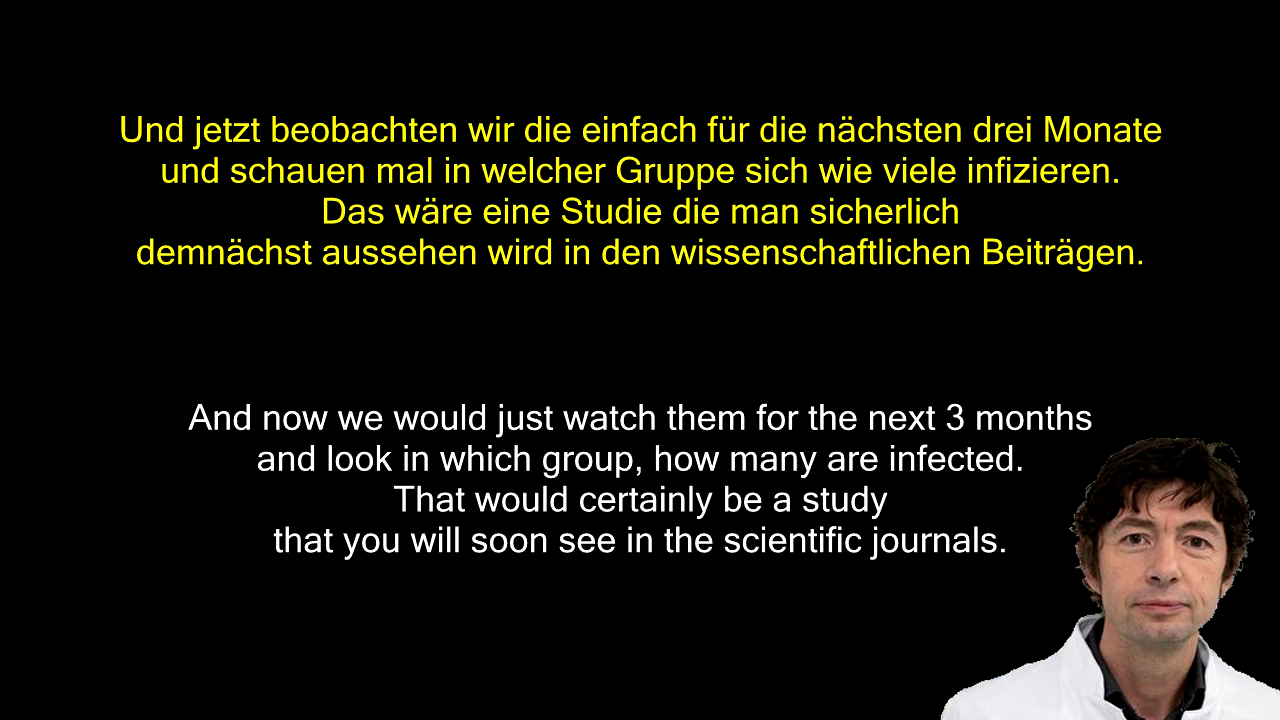 Und jetzt beobachten wir die einfach für die nächsten drei Monate
und schauen mal in welcher Gruppe sich wie viele infizieren.
Das wäre eine Studie die man sicherlich
demnächst aussehen wird in den wissenschaftlichen Beiträgen.
And now we would just watch them for the next 3 months
and look in which group, how many are infected.
That would certainly be a study
that you will soon see in the scientific journals.